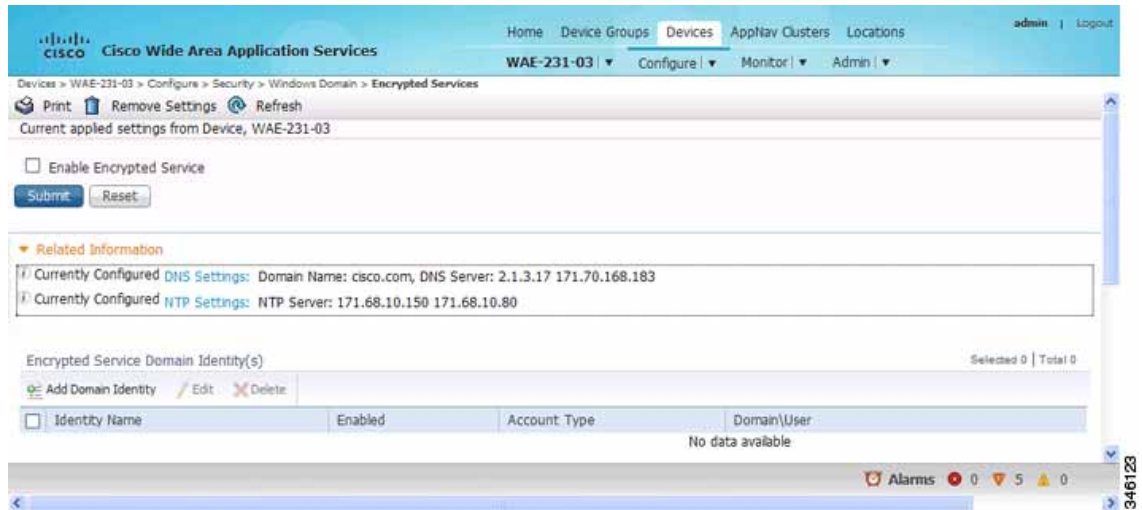 Home Device Groups Devices AppNav Clusters Locations
admin | Logout
CISCO Cisco Wide Area Application Services
WAE-231-03 Configure Monitor Admin
Devices > WAE-231-03 > Configure > Security > Windows Domain > Encrypted Services
Print Remove Settings Refresh
Current applied settings from Device, WAE-231-03
Enable Encrypted Service
Submit Reset
Related Information
Currently Configured DNS Settings: Domain Name: cisco.com, DNS Server: 2.1.3.17 171.70.168.183
Currently Configured NTP Settings: NTP Server: 171.68.10.150 171.68.10.80
Encrypted Service Domain Identity(s)
Selected 0 | Total 0
Add Domain Identity Edit Delete
Identity Name Enabled Account Type Domain\User
No data available
Alarms 0 5 0
346123